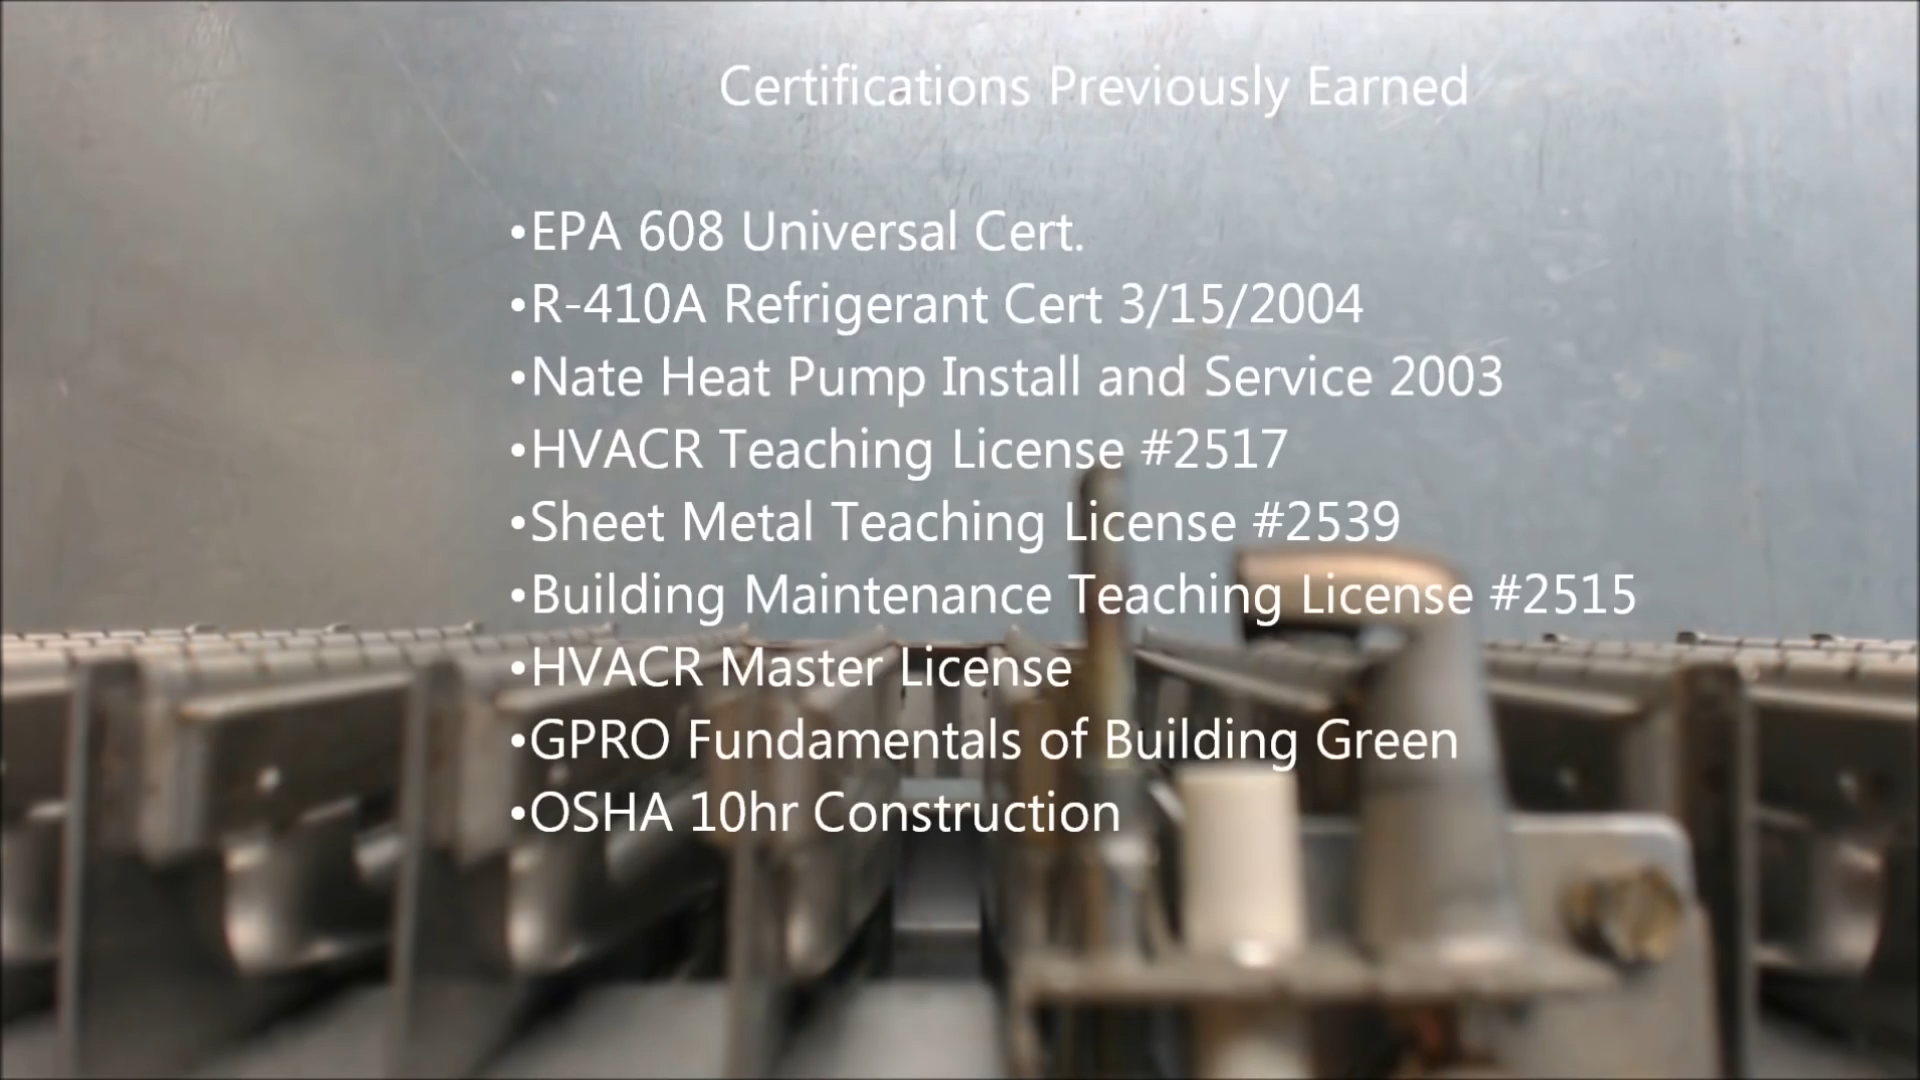 Certifications Previously Earned
•EPA 608 Universal Cert.
•R-410A Refrigerant Cert 3/15/2004
•Nate Heat Pump Install and Service 2003
•HVACR Teaching License #2517
•Sheet Metal Teaching License #2539
•Building Maintenance Teaching License #2515
•HVACR Master License
•GPRO Fundamentals of Building Green
•OSHA 10hr Construction